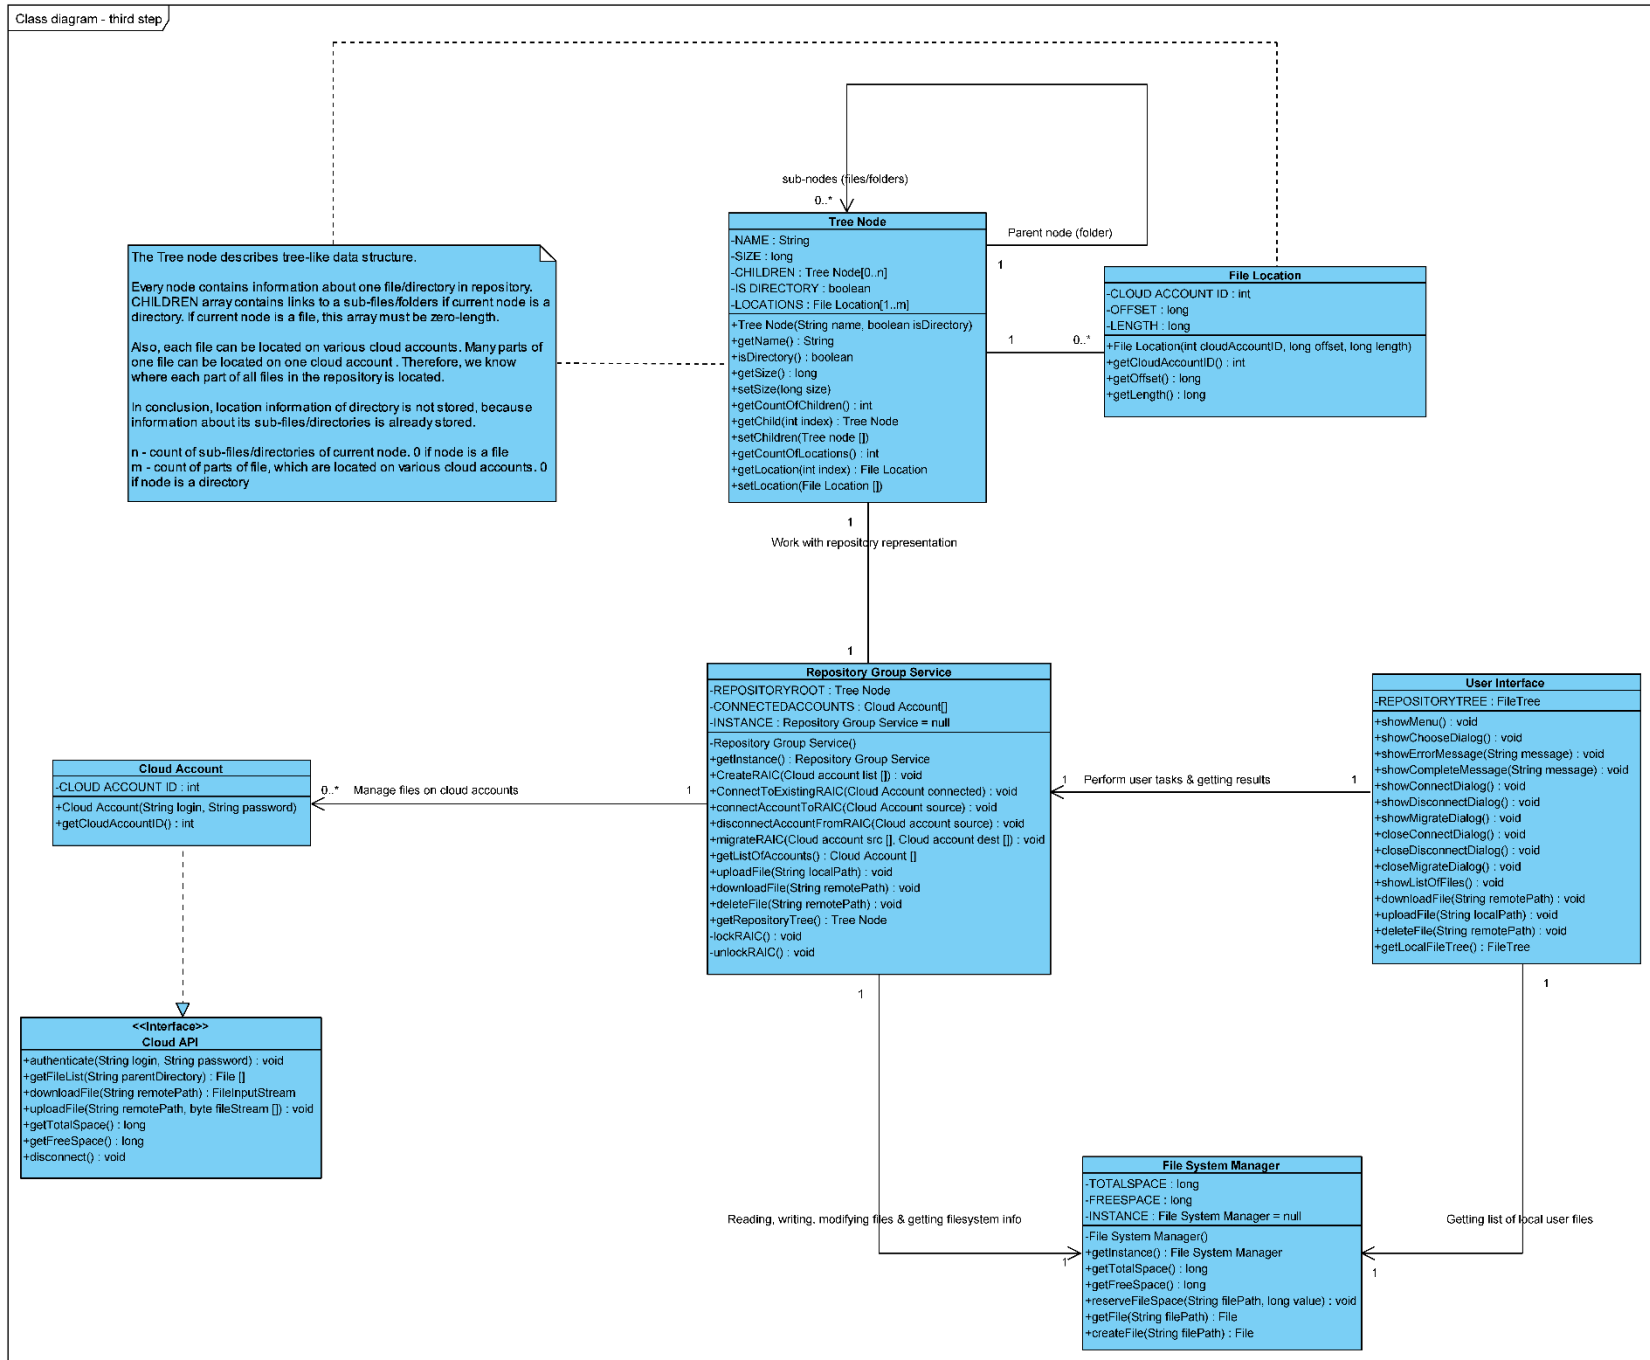 Class diagram - third step
sub-nodes (files/folders)
0..*
Tree Node
-NAME : String
-SIZE : long
-CHILDREN : Tree Node[0..n]
-IS DIRECTORY : boolean
-LOCATIONS : File Location[1..m]
+Tree Node(String name, boolean isDirectory)
+getName() : String
+isDirectory() : boolean
+getSize() : long
+setSize(long size)
+getCountOfChildren() : int
+getChild(int index) : Tree Node
+setChildren(Tree node [])
+getCountOfLocations() : int
+getLocation(int index) : File Location
+setLocation(File Location [])
Parent node (folder)
1
1
0..*
File Location
-CLOUD ACCOUNT ID : int
-OFFSET : long
-LENGTH : long
+File Location(int cloudAccountID, long offset, long length)
+getCloudAccountID() : int
+getOffset() : long
+getLength() : long
The Tree node describes tree-like data structure.
Every node contains information about one file/directory in repository.
CHILDREN array contains links to a sub-files/folders if current node is a
directory. If current node is a file, this array must be zero-length.
Also, each file can be located on various cloud accounts. Many parts of
one file can be located on one cloud account . Therefore, we know
where each part of all files in the repository is located.
In conclusion, location information of directory is not stored, because
information about its sub-files/directories is already stored.
n - count of sub-files/directories of current node. 0 if node is a file
m - count of parts of file, which are located on various cloud accounts. 0
if node is a directory
1
Work with repository representation
1
Repository Group Service
-REPOSITORYROOT : Tree Node
-CONNECTEDACCOUNTS : Cloud Account[]
-INSTANCE : Repository Group Service = null
-Repository Group Service()
+getInstance() : Repository Group Service
+CreateRAIC(Cloud account list []) : void
+ConnectToExistingRAIC(Cloud Account connected) : void
+connectAccountToRAIC(Cloud Account source) : void
+disconnectAccountFromRAIC(Cloud account source) : void
+migrateRAIC(Cloud account src [], Cloud account dest []) : void
+getListOfAccounts() : Cloud Account []
+uploadFile(String localPath) : void
+downloadFile(String remotePath) : void
+deleteFile(String remotePath) : void
+getRepositoryTree() : Tree Node
-lockRAIC() : void
-unlockRAIC() : void
User Interface
-REPOSITORYTREE : FileTree
+showMenu() : void
+showChooseDialog() : void
+showErrorMessage(String message) : void
+showCompleteMessage(String message) : void
+showConnectDialog() : void
+showDisconnectDialog() : void
+showMigrateDialog() : void
+closeConnectDialog() : void
+closeDisconnectDialog() : void
+closeMigrateDialog() : void
+showListOfFiles() : void
+downloadFile(String remotePath) : void
+uploadFile(String localPath) : void
+deleteFile(String remotePath) : void
+getLocalFileTree() : FileTree
1 Perform user tasks & getting results 1
Cloud Account
-CLOUD ACCOUNT ID : int
+Cloud Account(String login, String password)
+getCloudAccountID() : int
0..* Manage files on cloud accounts 1
<<Interface>>
Cloud API
+authenticate(String login, String password) : void
+getFileList(String parentDirectory) : File []
+downloadFile(String remotePath) : FileInputStream
+uploadFile(String remotePath, byte fileStream []) : void
+getTotalSpace() : long
+getFreeSpace() : long
+disconnect() : void
1
1
Reading, writing, modifying files & getting filesystem info
1
File System Manager
-TOTALSPACE : long
-FREESPACE : long
-INSTANCE : File System Manager = null
-File System Manager()
+getInstance() : File System Manager
+getTotalSpace() : long
+getFreeSpace() : long
+reserveFileSpace(String filePath, long value) : void
+getFile(String filePath) : File
+createFile(String filePath) : File
Getting list of local user files
1